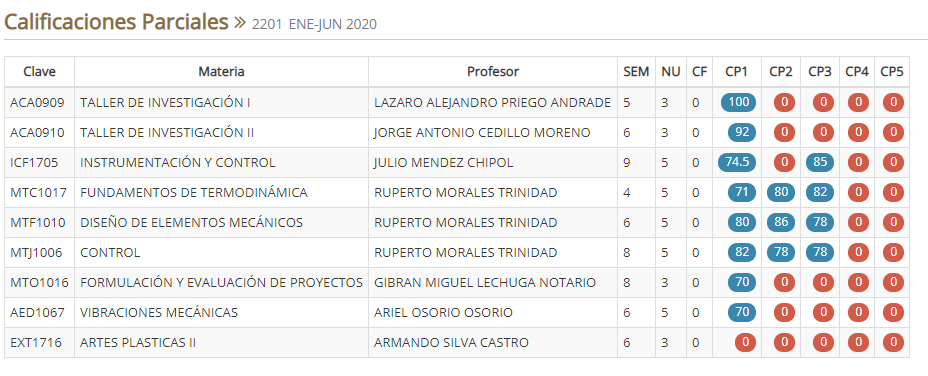 Calificaciones Parciales » 2201 ENE-JUN 2020
Clave Materia Profesor SEM NU CF CP1 CP2 CP3 CP4 CP5
ACA0909 TALLER DE INVESTIGACIÓN I LAZARO ALEJANDRO PRIEGO ANDRADE 5 3 0 100 0 0 0 0
ACA0910 TALLER DE INVESTIGACIÓN II JORGE ANTONIO CEDILLO MORENO 6 3 0 92 0 0 0 0
ICF1705 INSTRUMENTACIÓN Y CONTROL JULIO MENDEZ CHIPOL 9 5 0 74.5 0 85 0 0
MTC1017 FUNDAMENTOS DE TERMODINÁMICA RUPERTO MORALES TRINIDAD 4 5 0 71 80 82 0 0
MTF1010 DISEÑO DE ELEMENTOS MECÁNICOS RUPERTO MORALES TRINIDAD 6 5 0 80 86 78 0 0
MTJ1006 CONTROL RUPERTO MORALES TRINIDAD 8 5 0 82 78 78 0 0
MTO1016 FORMULACIÓN Y EVALUACIÓN DE PROYECTOS GIBRAN MIGUEL LECHUGA NOTARIO 8 3 0 70 0 0 0 0
AED1067 VIBRACIONES MECÁNICAS ARIEL OSORIO OSORIO 6 5 0 70 0 0 0 0
EXT1716 ARTES PLASTICAS II ARMANDO SILVA CASTRO 6 3 0 0 0 0 0 0